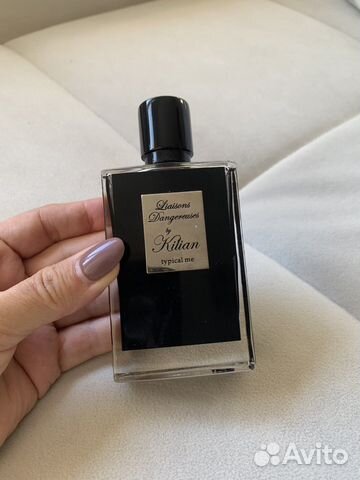 Liaisons
Dangereuses
by
Kilian
typical me
Avito